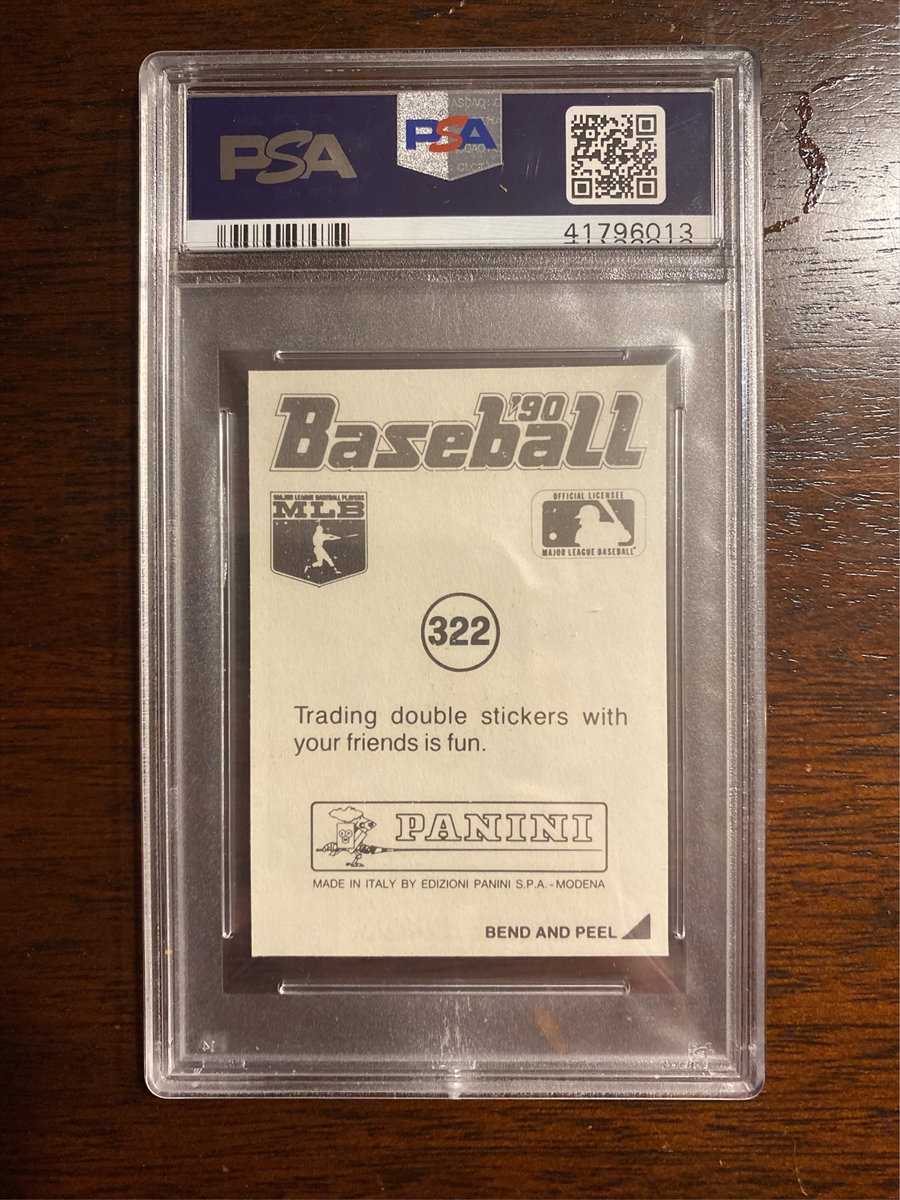 PSA
PSA
41796013
'90
Baseball
MAJOR LEAGUE BASEBALL PLAYERS
MLB
OFFICIAL LICENSEE
MAJOR LEAGUE BASEBALL
322
Trading double stickers with
your friends is fun.
PANINI
MADE IN ITALY BY EDIZIONI PANINI S.P.A. - MODENA
BEND AND PEEL